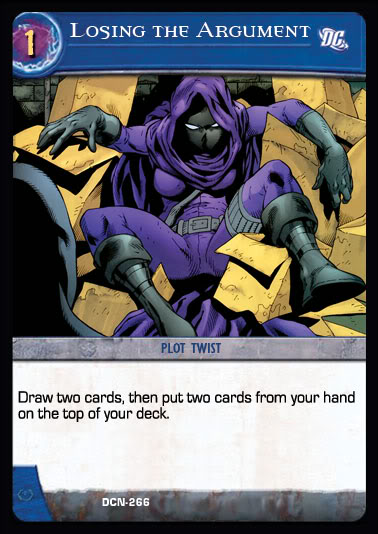 1
Losing the Argument
DC
PLOT TWIST
Draw two cards, then put two cards from your hand
on the top of your deck.
DCN-266